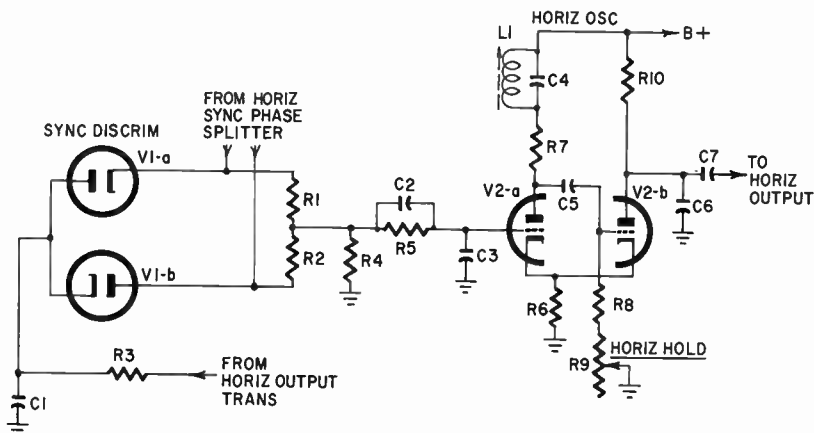 HORIZ OSC
L1
B+
C4
R10
FROM HORIZ
SYNC PHASE
SPLITTER
SYNC DISCRIM
V1-a
R7
C7
TO
HORIZ
OUTPUT
R1
C2
V2-a
C5
V2-b
C6
R2
R4
R5
C3
V1-b
R6
R8
R3
FROM
HORIZ OUTPUT
TRANS
HORIZ HOLD
R9
C1